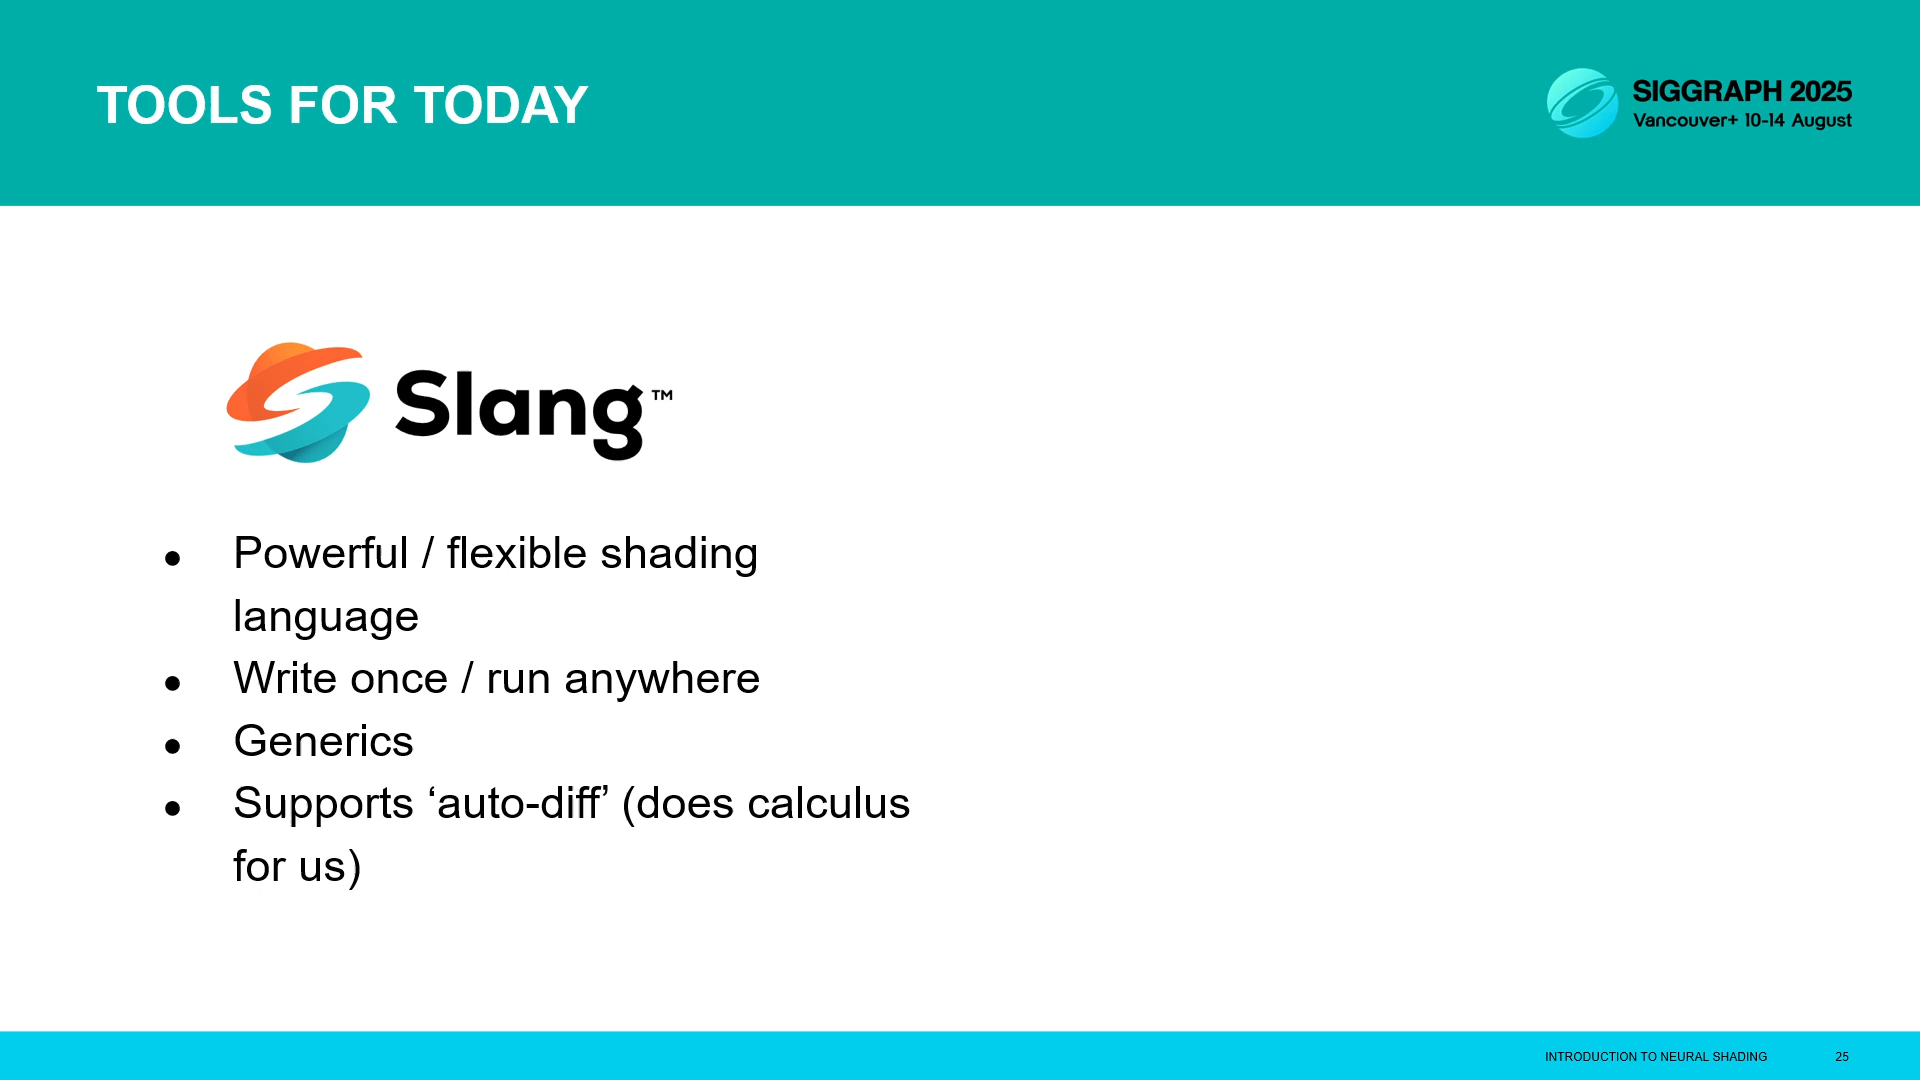 TOOLS FOR TODAY
SIGGRAPH 2025
Vancouver+ 10-14 August
Slang™
● Powerful / flexible shading
language
● Write once / run anywhere
● Generics
● Supports ‘auto-diff’ (does calculus
for us)
INTRODUCTION TO NEURAL SHADING 25